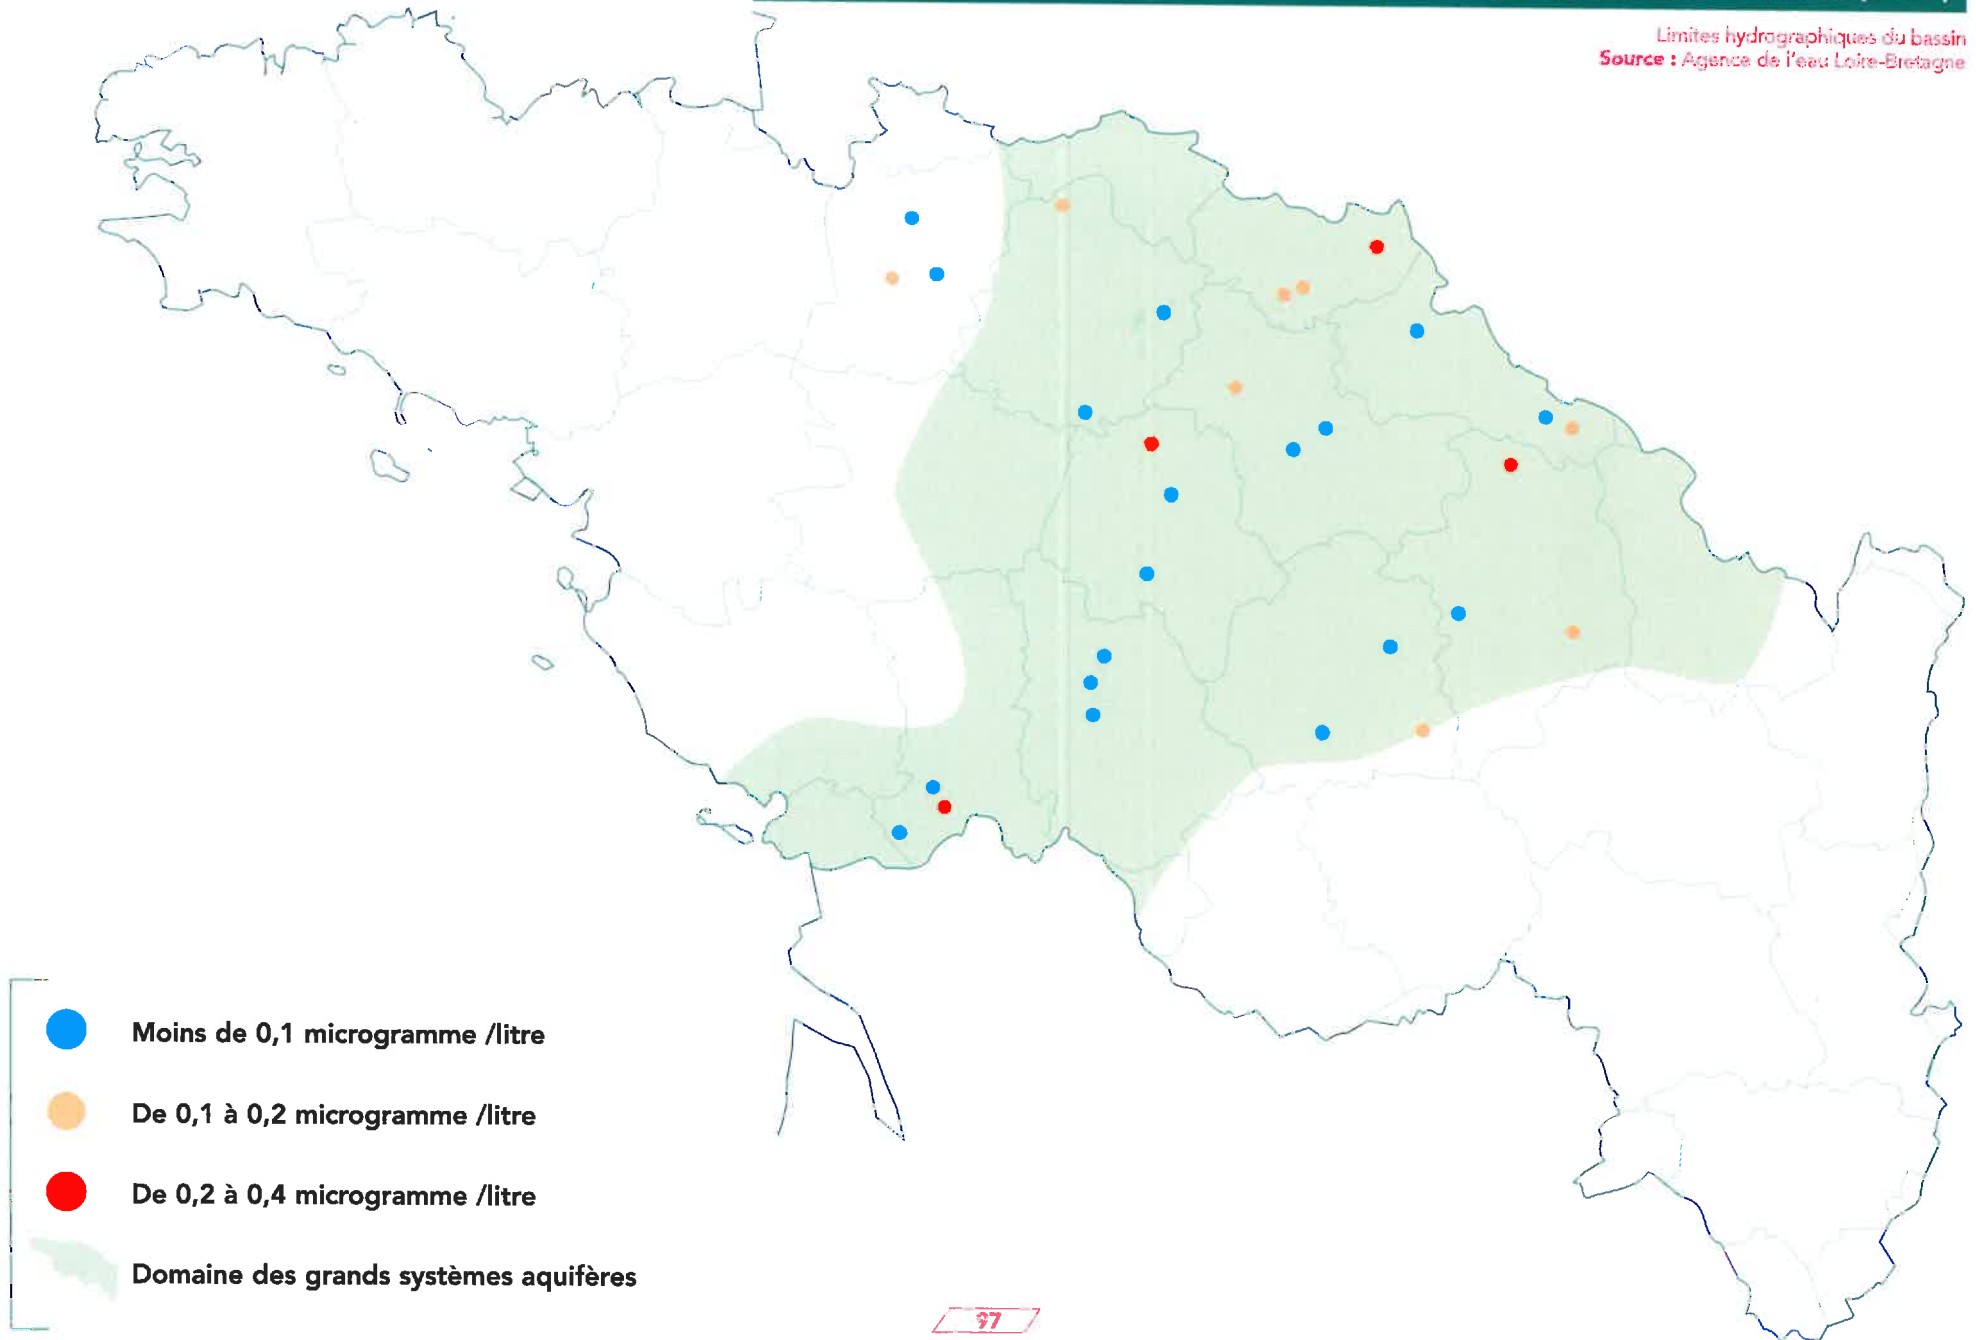 Limites hydrographiques du bassin
Source : Agence de l'eau Loire-Bretagne
Moins de 0,1 microgramme /litre
De 0,1 à 0,2 microgramme /litre
De 0,2 à 0,4 microgramme /litre
Domaine des grands systèmes aquifères
97